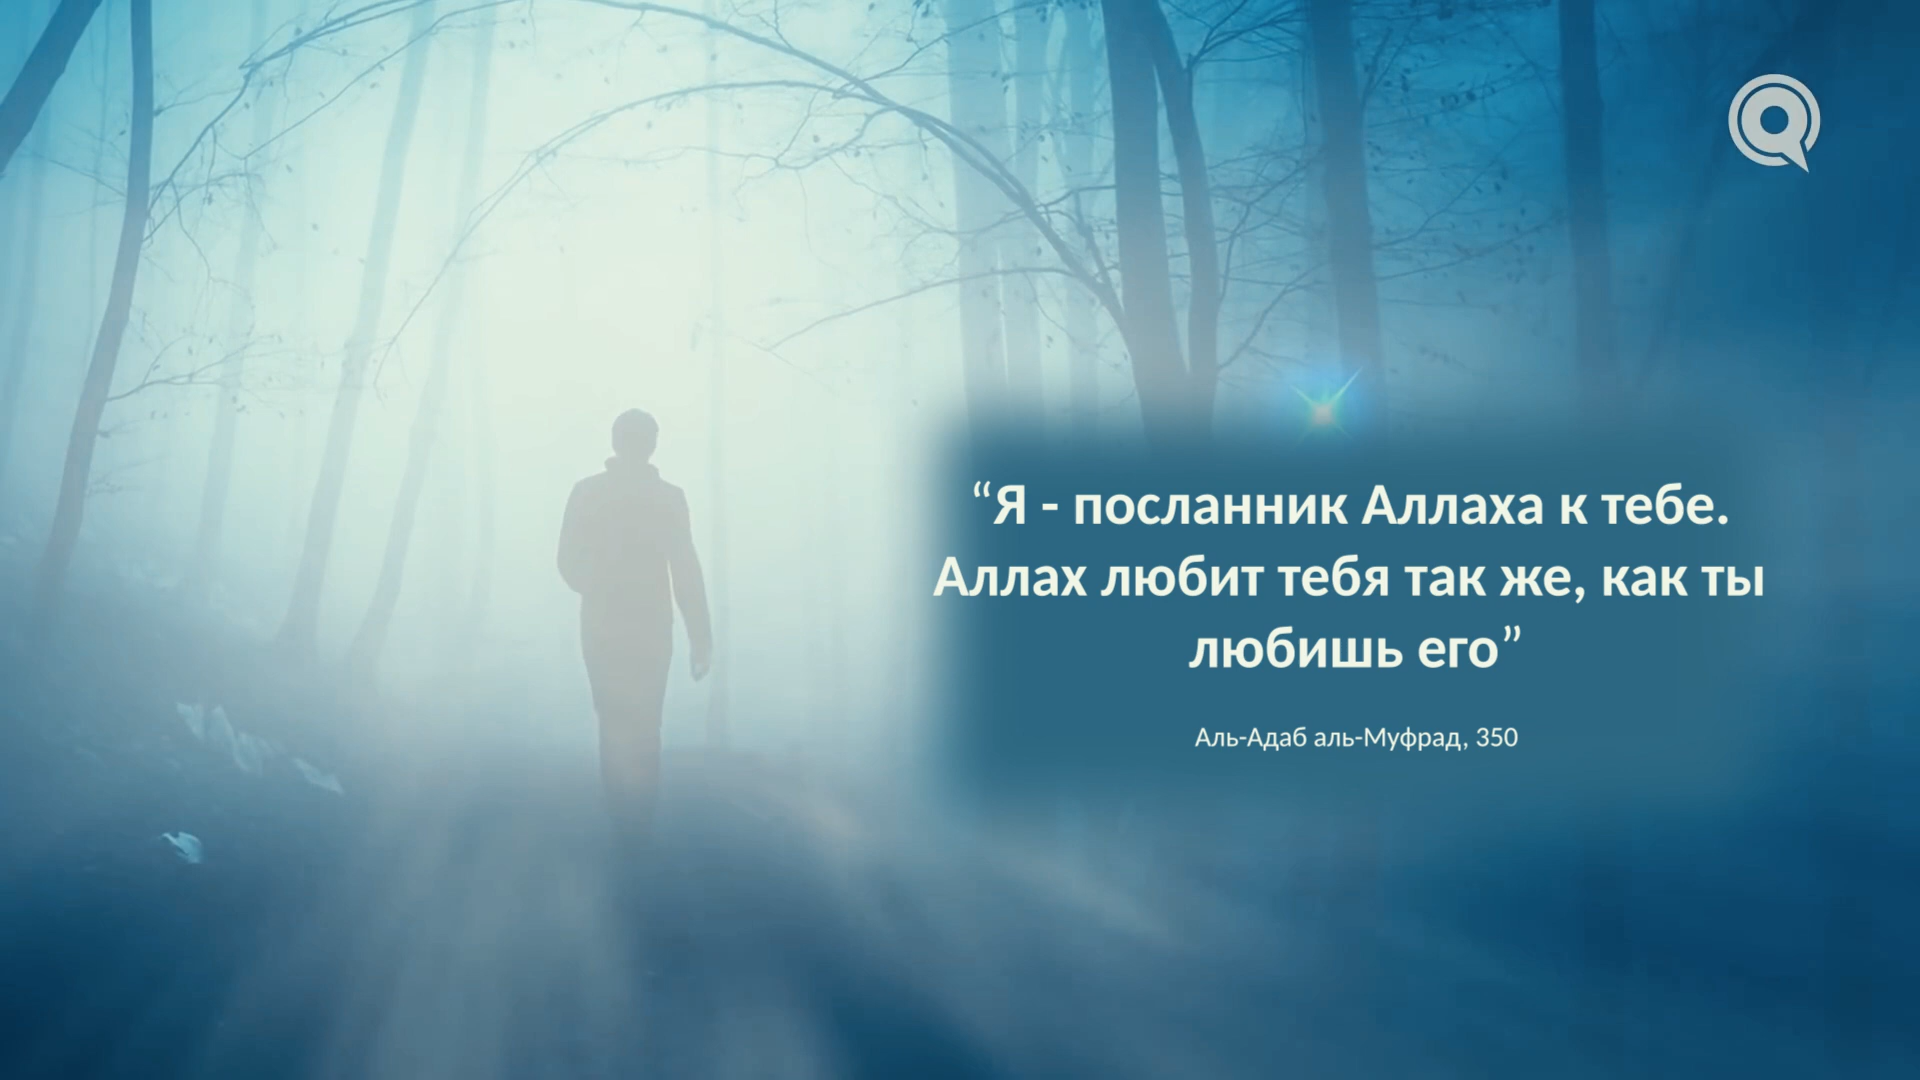 “Я - посланник Аллаха к тебе.
Аллах любит тебя так же, как ты
любишь его”
Аль-Адаб аль-Муфрад, 350